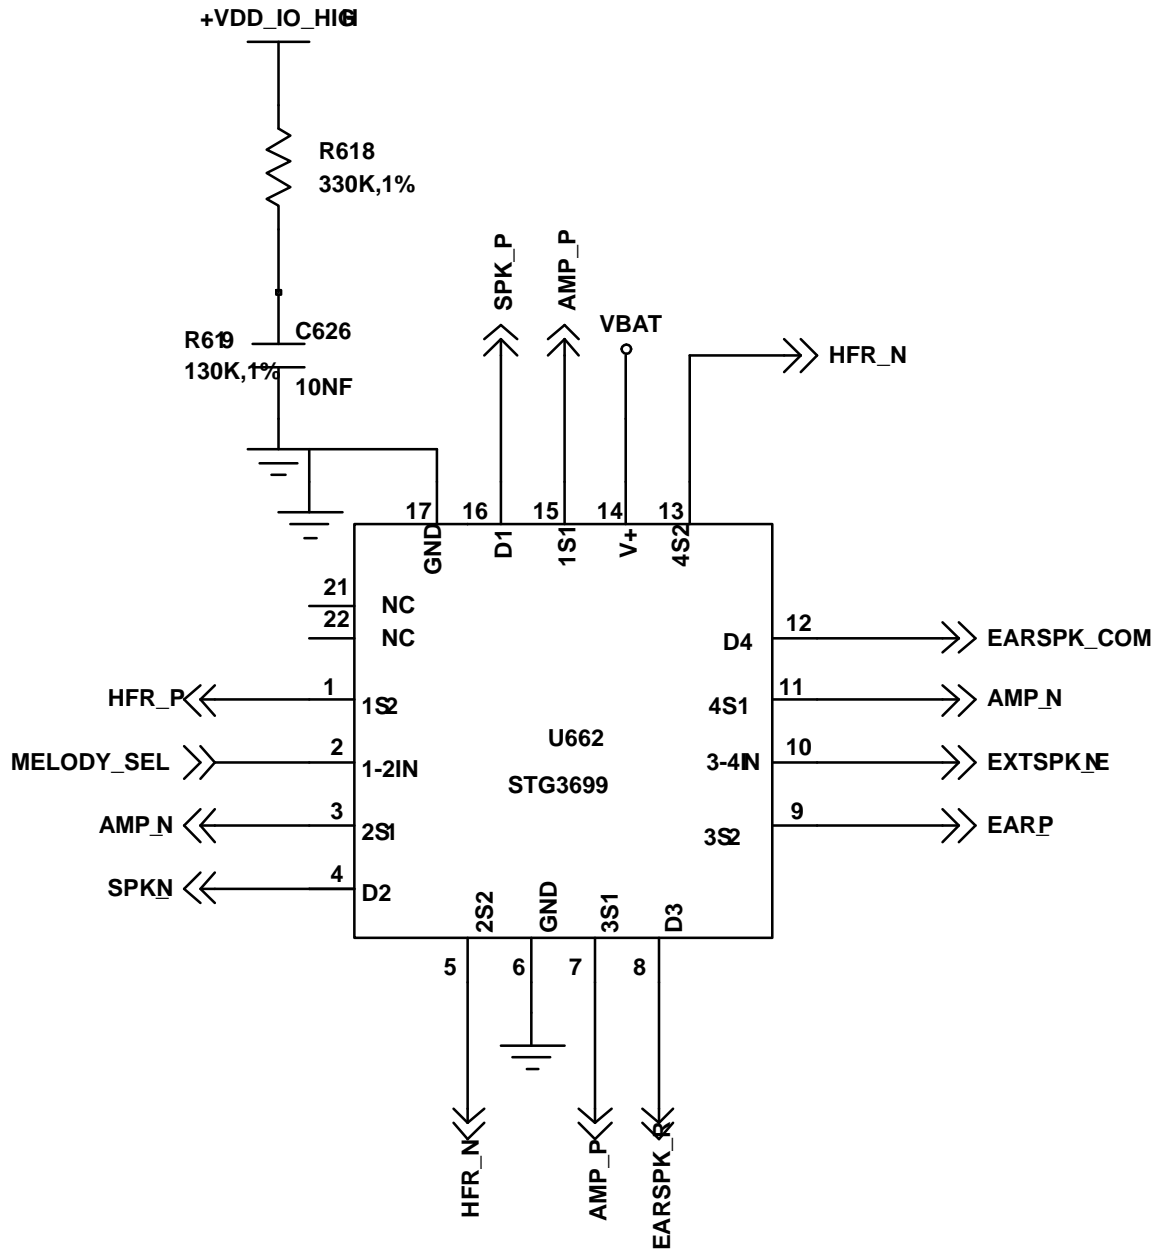 +VDD_IO_HIGH
R618
330K,1%
SPK_P
AMP_P
VBAT
HFR_N
R619
130K,1%
C626
10NF
17
16
15
14
13
GND
D1
1S1
V+
4S2
21
NC
22
NC
12
D4
EARSPK_COM
HFR_P
1
1S2
11
4S1
AMP_N
U662
STG3699
MELODY_SEL
2
1-2IN
10
3-4IN
EXTSPK_NE
AMP_N
3
2S1
9
3S2
EAR_P
SPK_N
4
D2
2S2
GND
3S1
D3
5
6
7
8
HFR_N
AMP_P
EARSPK_P